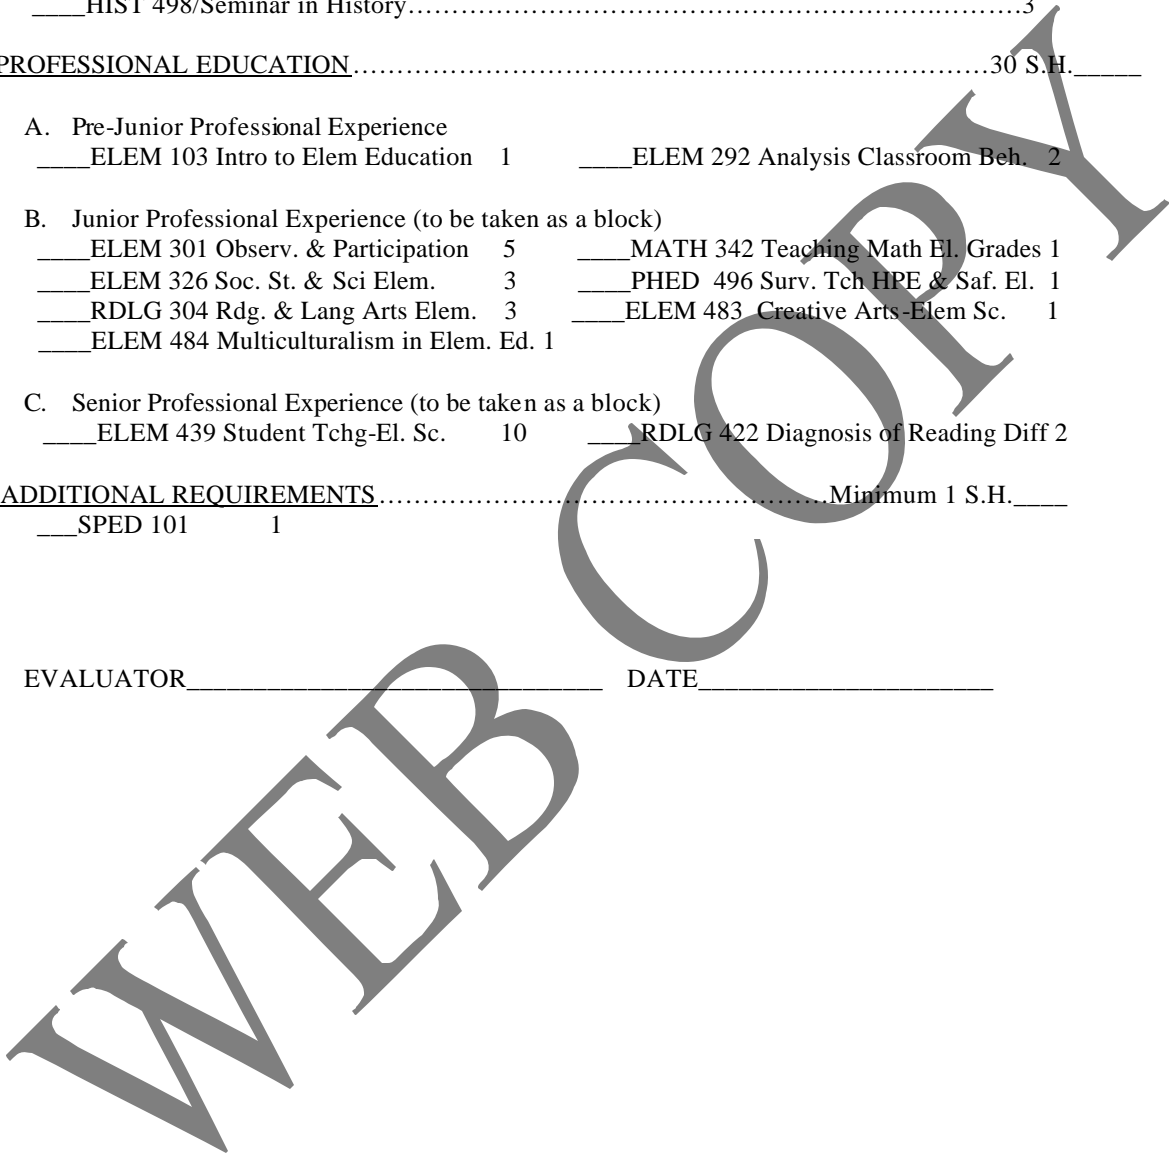 ____HIST 498/Seminar in History……………………………………………………………3
PROFESSIONAL EDUCATION………………………………………………………………30 S.H._____
A. Pre-Junior Professional Experience
____ELEM 103 Intro to Elem Education 1 ____ELEM 292 Analysis Classroom Beh. 2
B. Junior Professional Experience (to be taken as a block)
____ELEM 301 Observ. & Participation 5 ____MATH 342 Teaching Math El. Grades 1
____ELEM 326 Soc. St. & Sci Elem. 3 ____PHED 496 Surv. Tch HPE & Saf. El. 1
____RDLG 304 Rdg. & Lang Arts Elem. 3 ____ELEM 483 Creative Arts-Elem Sc. 1
____ELEM 484 Multiculturalism in Elem. Ed. 1
C. Senior Professional Experience (to be taken as a block)
____ELEM 439 Student Tchg-El. Sc. 10 ____RDLG 422 Diagnosis of Reading Diff 2
ADDITIONAL REQUIREMENTS……………………………………………Minimum 1 S.H.____
___SPED 101 1
EVALUATOR_______________________________ DATE______________________
WEB COPY